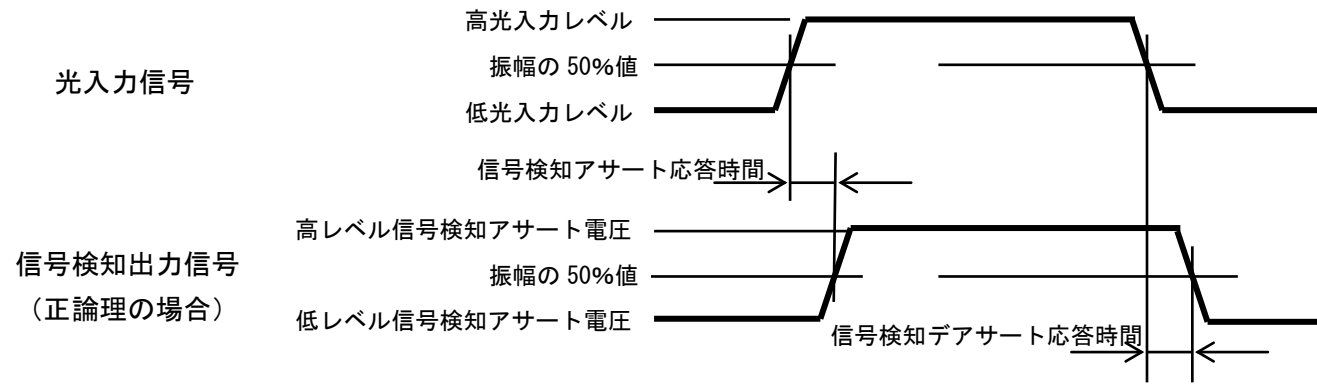 光入力信号
高光入力レベル
振幅の 50%値
低光入力レベル
信号検知アサート応答時間
信号検知出力信号
（正論理の場合）
高レベル信号検知アサート電圧
振幅の 50%値
低レベル信号検知アサート電圧
信号検知デアサート応答時間